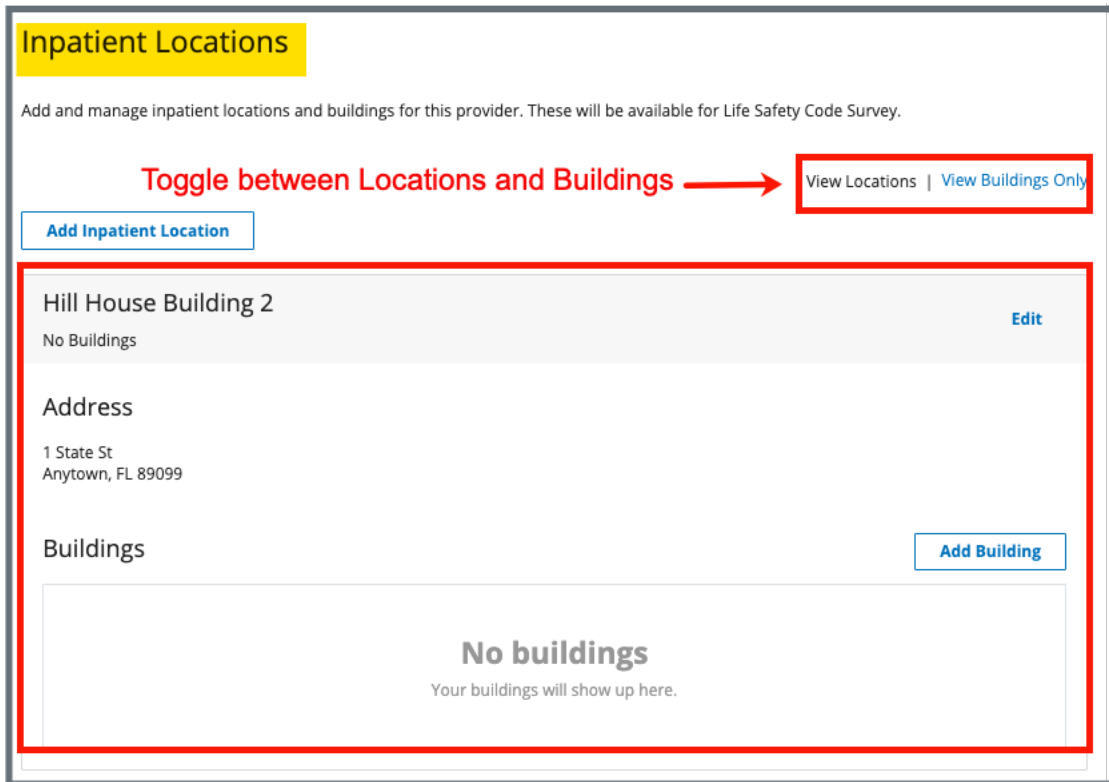 Inpatient Locations
Add and manage inpatient locations and buildings for this provider. These will be available for Life Safety Code Survey.
Toggle between Locations and Buildings
View Locations | View Buildings Only
Add Inpatient Location
Hill House Building 2
Edit
No Buildings
Address
1 State St
Anytown, FL 89099
Buildings
Add Building
No buildings
Your buildings will show up here.